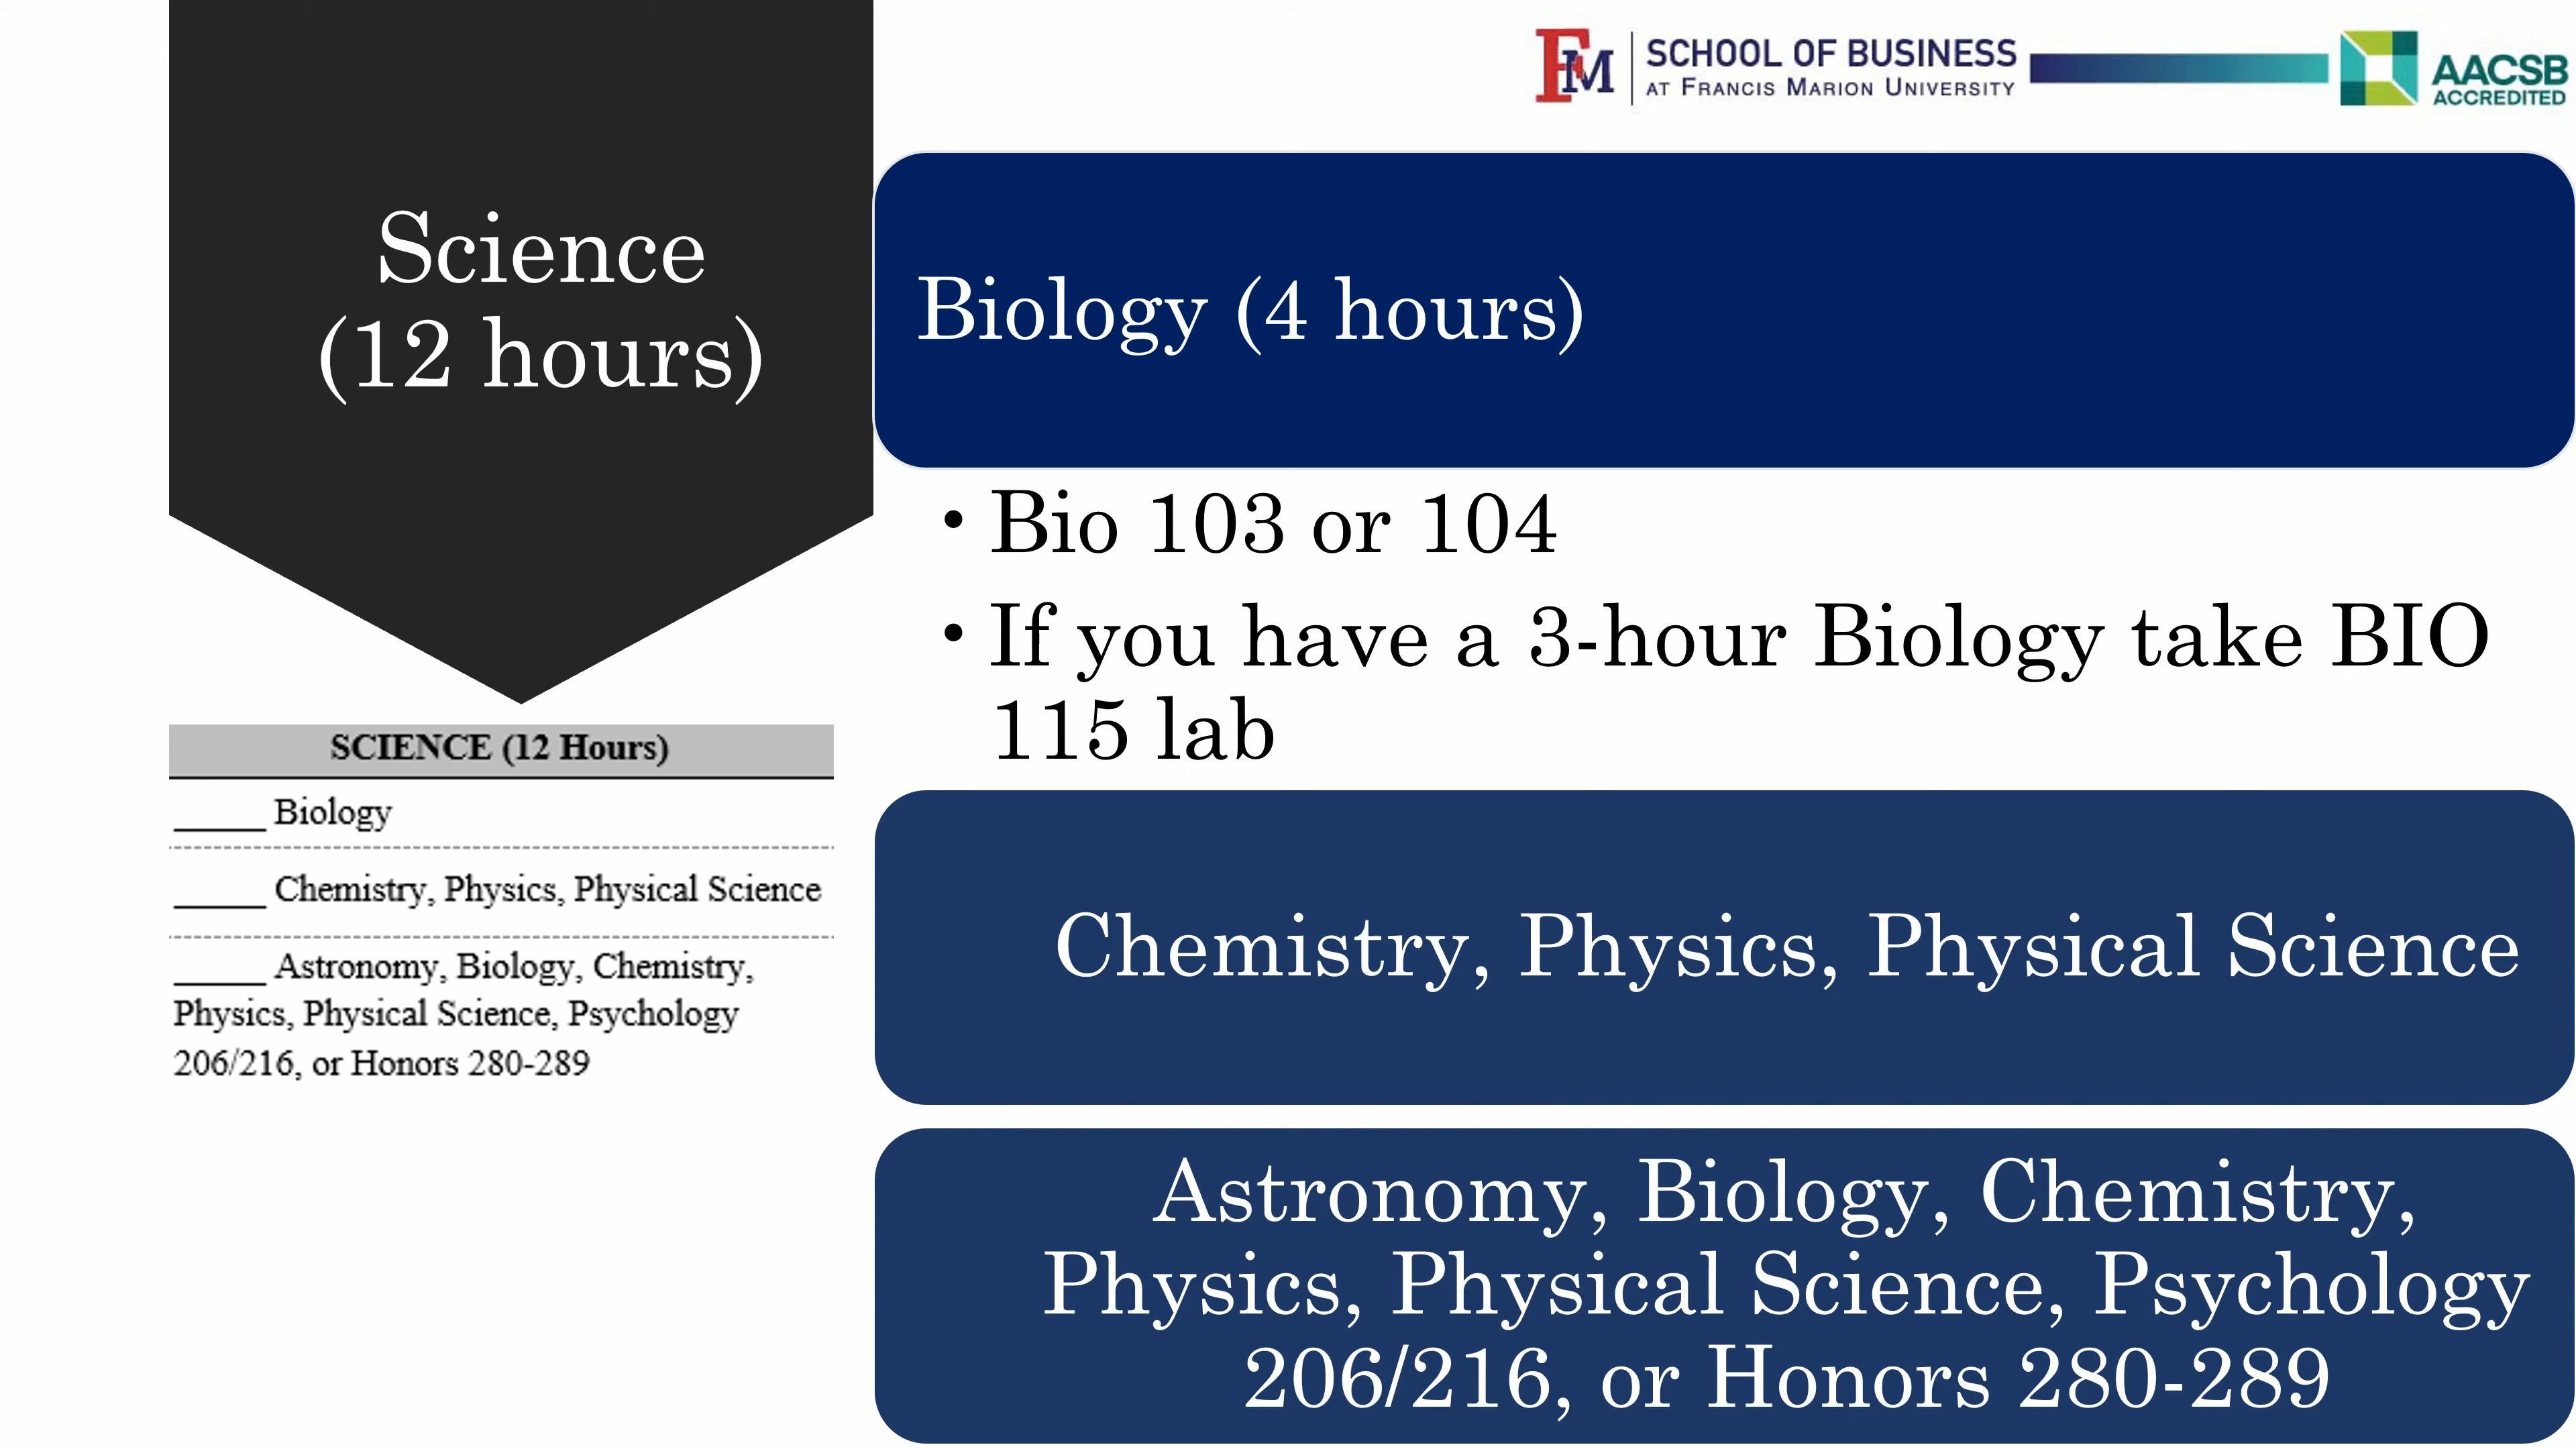 FM SCHOOL OF BUSINESS
AT FRANCIS MARION UNIVERSITY
AACSB
ACCREDITED
Science
(12 hours)
Biology (4 hours)
• Bio 103 or 104
• If you have a 3-hour Biology take BIO
115 lab
SCIENCE (12 Hours)
_____ Biology
_____ Chemistry, Physics, Physical Science
_____ Astronomy, Biology, Chemistry,
Physics, Physical Science, Psychology
206/216, or Honors 280-289
Chemistry, Physics, Physical Science
Astronomy, Biology, Chemistry,
Physics, Physical Science, Psychology
206/216, or Honors 280-289